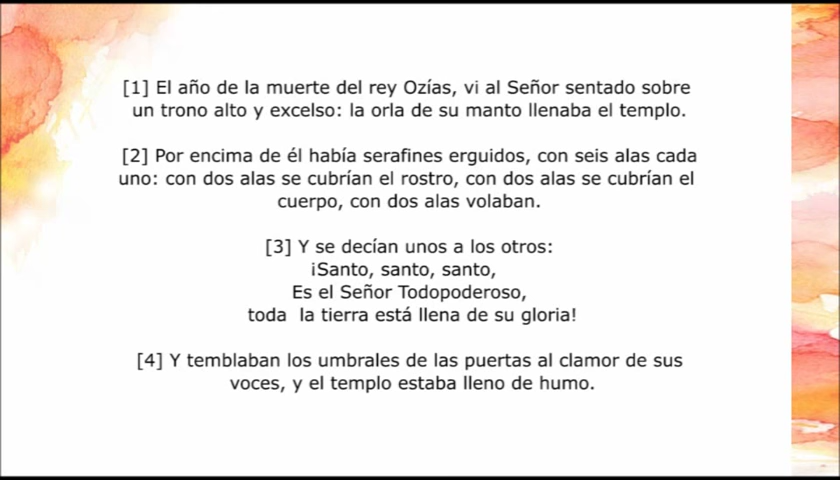 [1] El año de la muerte del rey Ozías, vi al Señor sentado sobre
un trono alto y excelso: la orla de su manto llenaba el templo.
[2] Por encima de él había serafines erguidos, con seis alas cada
uno: con dos alas se cubrían el rostro, con dos alas se cubrían el
cuerpo, con dos alas volaban.
[3] Y se decían unos a los otros:
¡Santo, santo, santo,
Es el Señor Todopoderoso,
toda  la tierra está llena de su gloria!
[4] Y temblaban los umbrales de las puertas al clamor de sus
voces, y el templo estaba lleno de humo.